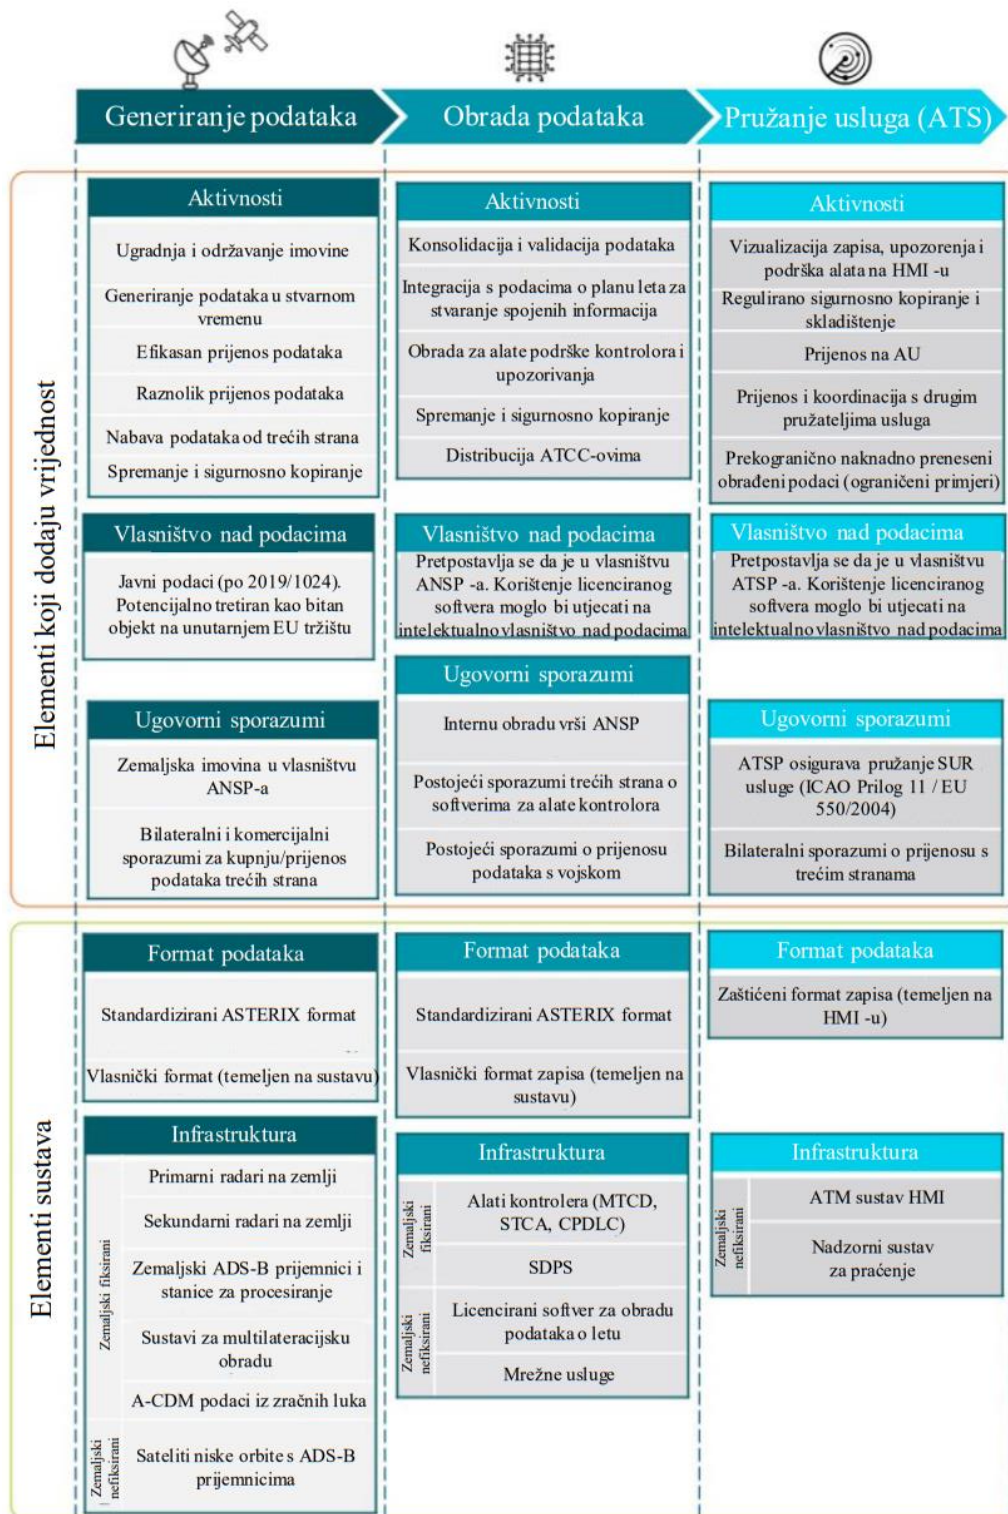 Generiranje podataka
Obrada podataka
Pružanje usluga (ATS)
Elementi koji dodaju vrijednost
Aktivnosti
Ugradnja i održavanje imovine
Generiranje podataka u stvarnom
vremenu
Efikasan prijenos podataka
Raznolik prijenos podataka
Nabava podataka od trećih strana
Spremanje i sigurnosno kopiranje
Vlasništvo nad podacima
Javni podaci (po 2019/1024).
Potencijalno tretiran kao bitan
objekt na unutarnjem EU tržištu
Ugovorni sporazumi
Zemaljska imovina u vlasništvu
ANSP-a
Bilateralni i komercijalni
sporazumi za kupnju/prijenos
podataka trećih strana
Aktivnosti
Konsolidacija i validacija podataka
Integracija s podacima o planu leta za
stvaranje spojenih informacija
Obrada za alate podrške kontrolora i
upozorivanja
Spremanje i sigurnosno kopiranje
Distribucija ATCC-ovima
Vlasništvo nad podacima
Pretpostavlja se da je u vlasništvu
ANSP -a. Korištenje licenciranog
softvera moglo bi utjecati na
intelektualno vlasništvo nad podacima
Ugovorni sporazumi
Internu obradu vrši ANSP
Postojeći sporazumi trećih strana o
softverima za alate kontrolora
Postojeći sporazumi o prijenosu
podataka s vojskom
Aktivnosti
Vizualizacija zapisa, upozorenja i
podrška alata na HMI -u
Regulirano sigurnosno kopiranje i
skladištenje
Prijenos na AU
Prijenos i koordinacija s drugim
pružateljima usluga
Prekogranično naknadno preneseni
obrađeni podaci (ograničeni primjeri)
Vlasništvo nad podacima
Pretpostavlja se da je u vlasništvu
ATSP -a. Korištenje licenciranog
softvera moglo bi utjecati na
intelektualno vlasništvo nad podacima
Ugovorni sporazumi
ATSP osigurava pružanje SUR
usluge (ICAO Prilog 11 / EU
550/2004)
Bilateralni sporazumi o prijenosu s
trećim stranama
Elementi sustava
Format podataka
Standardizirani ASTERIX format
Vlasnički format (temeljen na sustavu)
Infrastruktura
Zemaljski fiksirani
Primarni radari na zemlji
Sekundarni radari na zemlji
Zemaljski ADS-B prijemnici i
stanice za procesiranje
Sustavi za multilateracijsku
obradu
A-CDM podaci iz zračnih luka
Zemaljski
nefiksirani
Sateliti niske orbite s ADS-B
prijemnicima
Format podataka
Standardizirani ASTERIX format
Vlasnički format zapisa (temeljen na
sustavu)
Infrastruktura
Zemaljski
fiksirani
Alati kontrolera (MTCD,
STCA, CPDLC)
SDPS
Zemaljski
nefiksirani
Licencirani softver za obradu
podataka o letu
Mrežne usluge
Format podataka
Zaštićeni format zapisa (temeljen na
HMI -u)
Infrastruktura
Zemaljski
nefiksirani
ATM sustav HMI
Nadzorni sustav
za praćenje